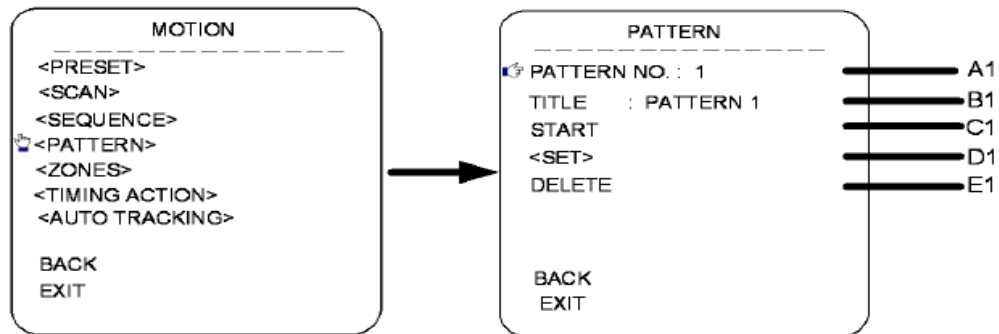 MOTION
<PRESET>
<SCAN>
<SEQUENCE>
<PATTERN>
<ZONES>
<TIMING ACTION>
<AUTO TRACKING>
BACK
EXIT
PATTERN
PATTERN NO. : 1
TITLE : PATTERN 1
START
<SET>
DELETE
BACK
EXIT
A1
B1
C1
D1
E1